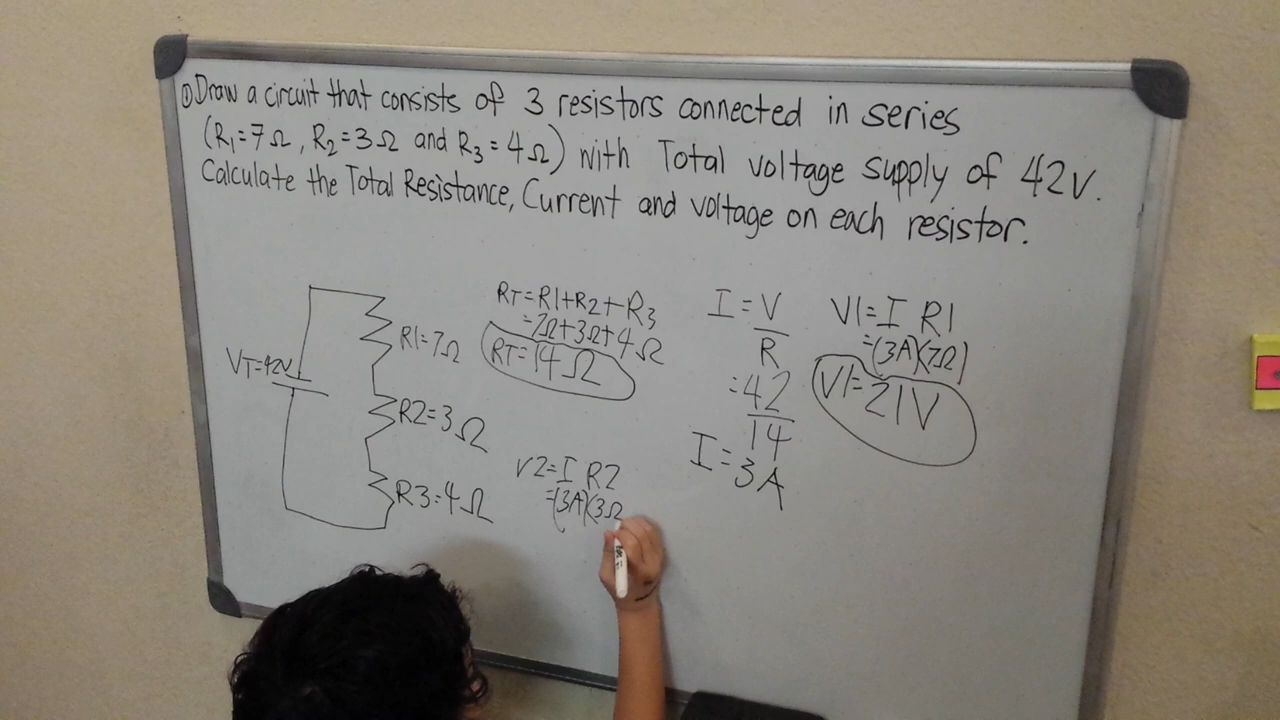 ① Draw a circuit that consists of 3 resistors connected in series
(R1=7Ω, R2=3Ω and R3=4Ω) with Total voltage supply of 42V.
Calculate the Total Resistance, Current and voltage on each resistor.
VT=42V
R1=7Ω
R2=3Ω
R3=4Ω
RT=R1+R2+R3
=7Ω+3Ω+4Ω
RT=14Ω
V2=I R2
=(3A)(3Ω
I=V
R
=42
14
I=3A
V1=I R1
=(3A)(7Ω)
V1=21V